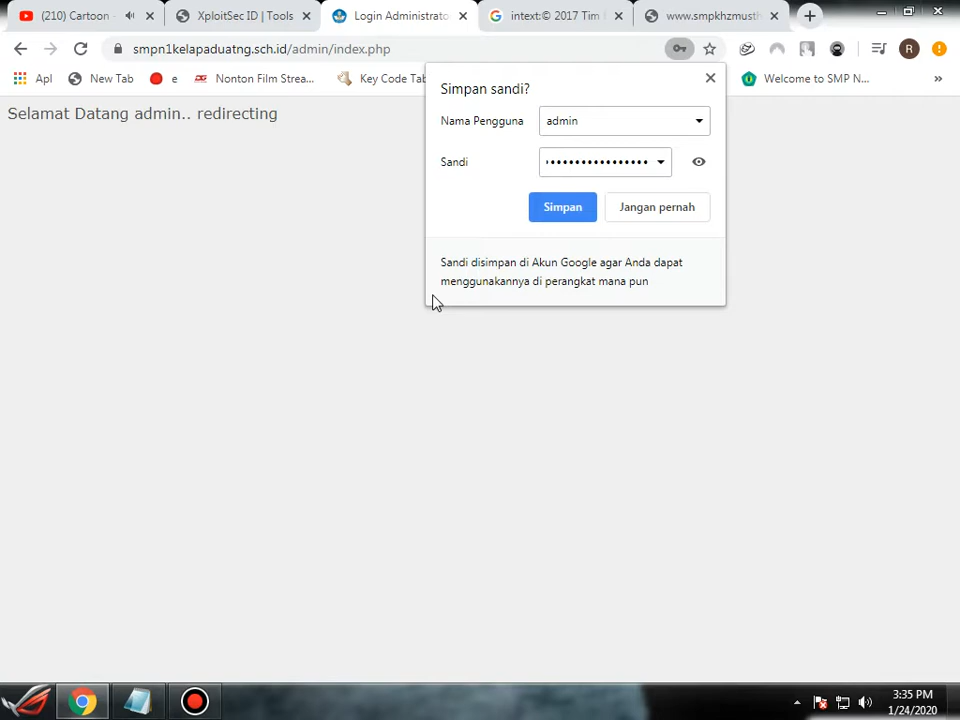 (210) Cartoon -
XploitSec ID | Tools
Login Administrato
intext:© 2017 Tim
www.smpkhzmusth
smpn1kelapaduatng.sch.id/admin/index.php
R
Apl
New Tab
e
Nonton Film Strea...
Key Code Tab
Welcome to SMP N...
»
Selamat Datang admin.. redirecting
Simpan sandi?
Nama Pengguna
admin
Sandi
••••••••••••••••
Simpan
Jangan pernah
Sandi disimpan di Akun Google agar Anda dapat
menggunakannya di perangkat mana pun
3:35 PM
1/24/2020